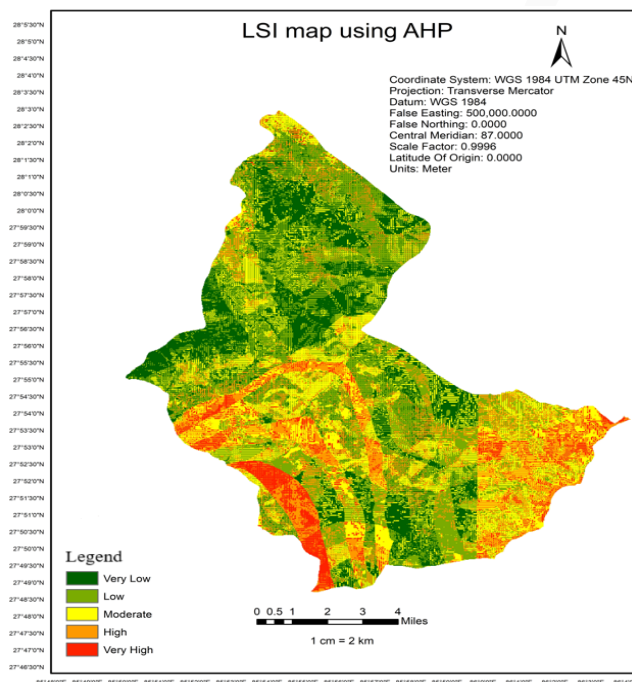 LSI map using AHP
N
Coordinate System: WGS 1984 UTM Zone 45N
Projection: Transverse Mercator
Datum: WGS 1984
False Easting: 500,000.0000
False Northing: 0.0000
Central Meridian: 87.0000
Scale Factor: 0.9996
Latitude Of Origin: 0.0000
Units: Meter
28°5'30"N
28°5'0"N
28°4'30"N
28°4'0"N
28°3'0"N
28°2'30"N
28°2'0"N
28°1'0"N
28°1'30"N
28°0'0"N
27°59'30"N
27°59'0"N
27°58'30"N
27°58'0"N
27°57'30"N
27°57'0"N
27°56'30"N
27°56'0"N
27°55'30"N
27°55'0"N
27°54'30"N
27°54'0"N
27°53'30"N
27°53'0"N
27°52'30"N
27°52'0"N
27°51'30"N
27°51'0"N
27°50'30"N
27°50'0"N
27°49'30"N
27°49'0"N
27°48'30"N
27°48'0"N
27°47'30"N
27°47'0"N
27°46'30"N
Legend
Very Low
Low
Moderate
High
Very High
0 0.5 1 2 3 4
Miles
1 cm = 2 km